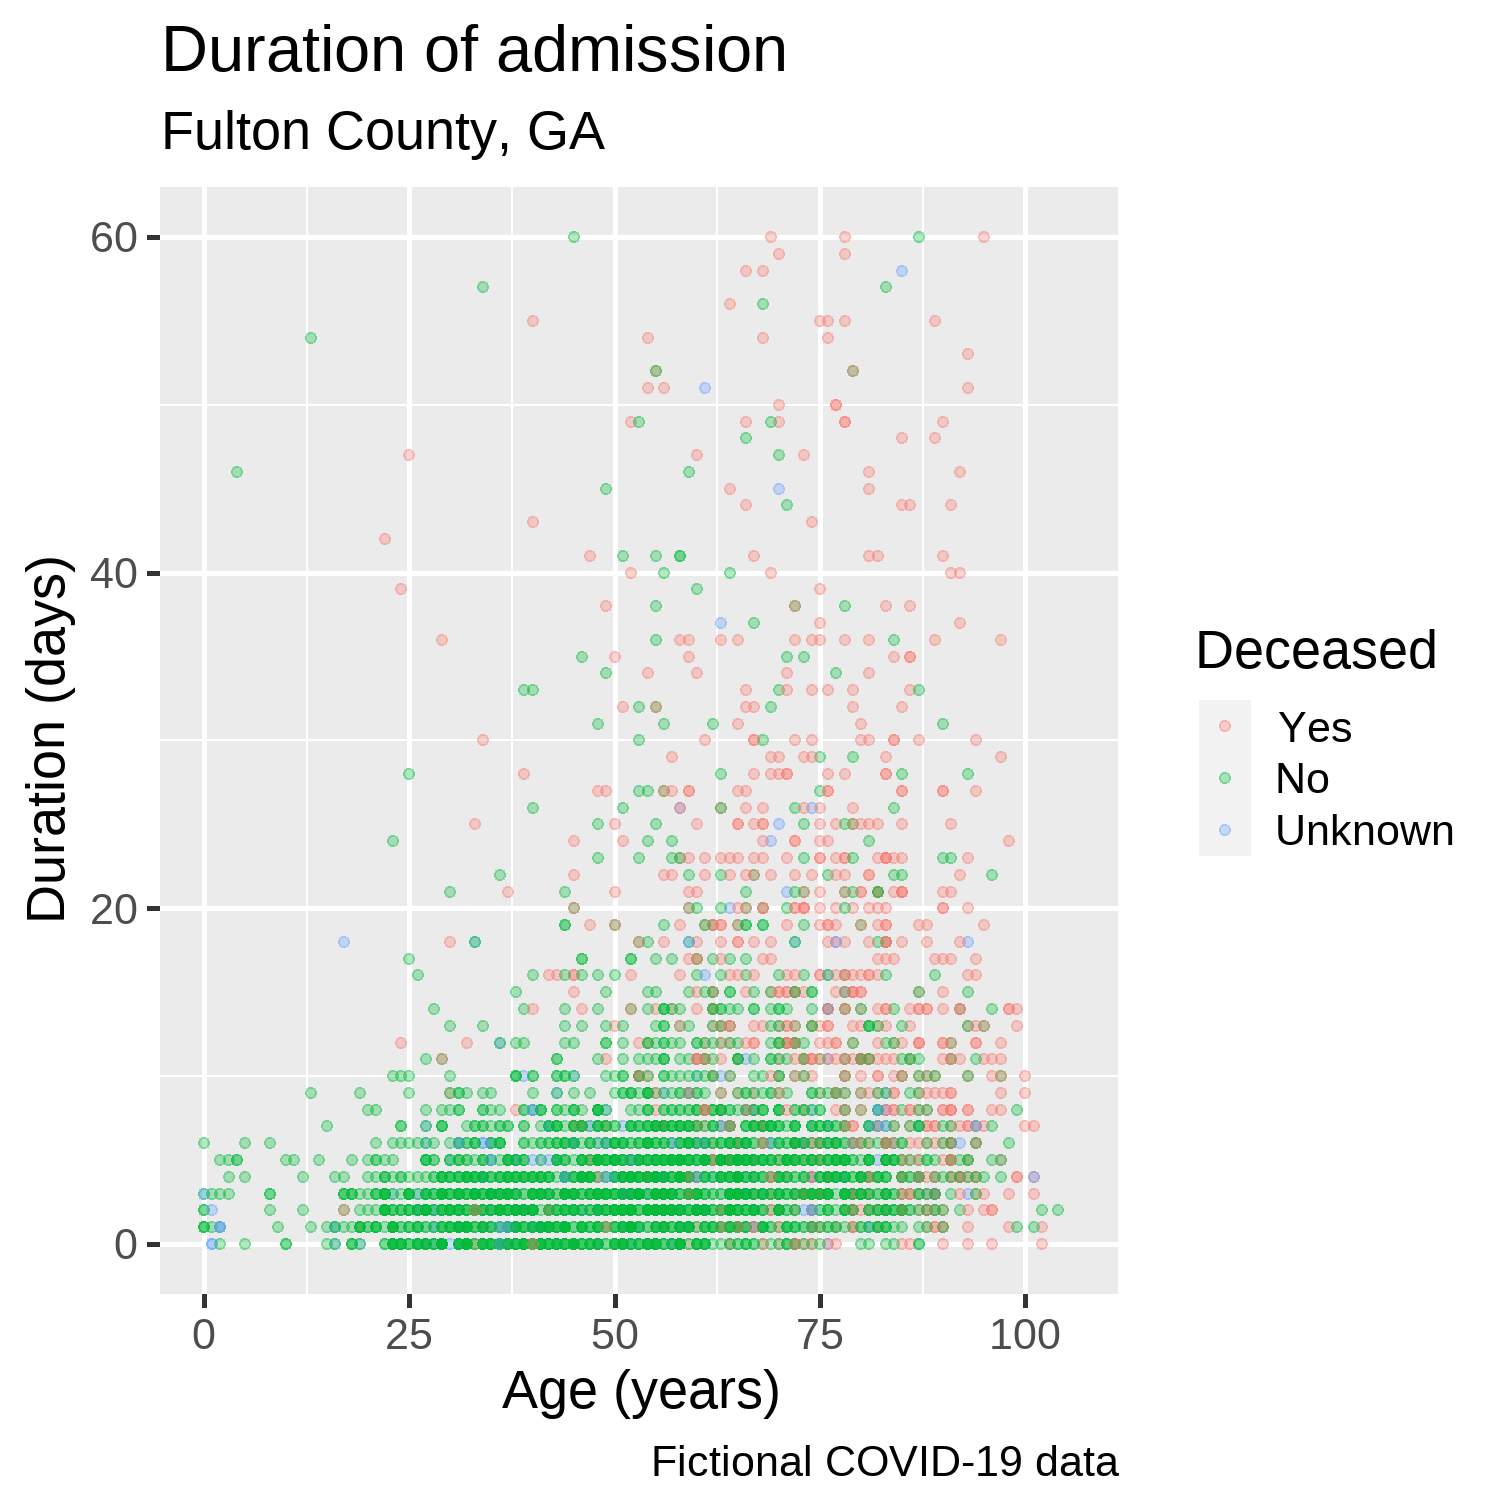 Duration of admission
Fulton County, GA
Duration (days)
60
40
20
0
0 25 50 75 100
Age (years)
Deceased
Yes
No
Unknown
Fictional COVID-19 data